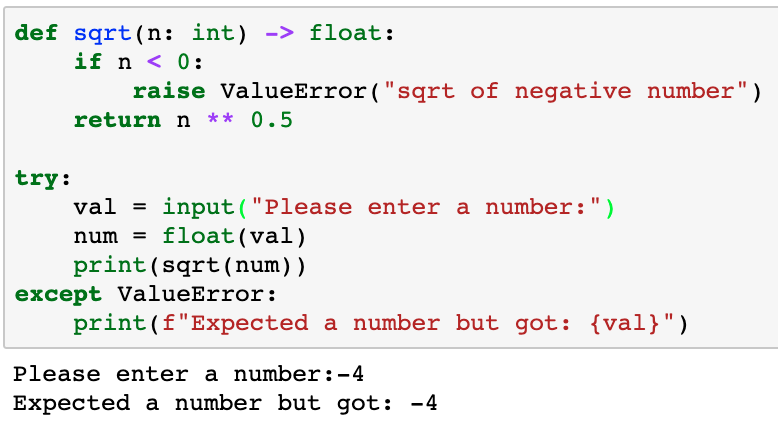 def sqrt(n: int) -> float:
    if n < 0:
        raise ValueError("sqrt of negative number")
    return n ** 0.5

try:
    val = input("Please enter a number:")
    num = float(val)
    print(sqrt(num))
except ValueError:
    print(f"Expected a number but got: {val}")
Please enter a number:-4
Expected a number but got: -4